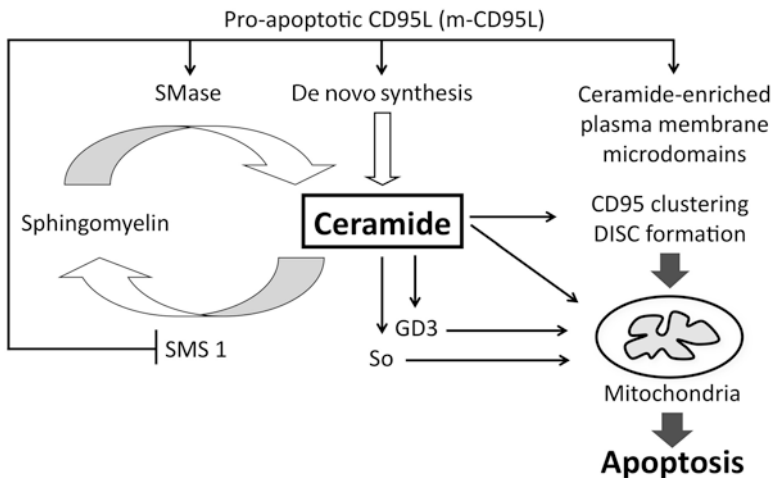 Pro-apoptotic CD95L (m-CD95L)
SMase
De novo synthesis
Ceramide-enriched
plasma membrane
microdomains
Sphingomyelin
Ceramide
CD95 clustering
DISC formation
GD3
So
SMS 1
Mitochondria
Apoptosis